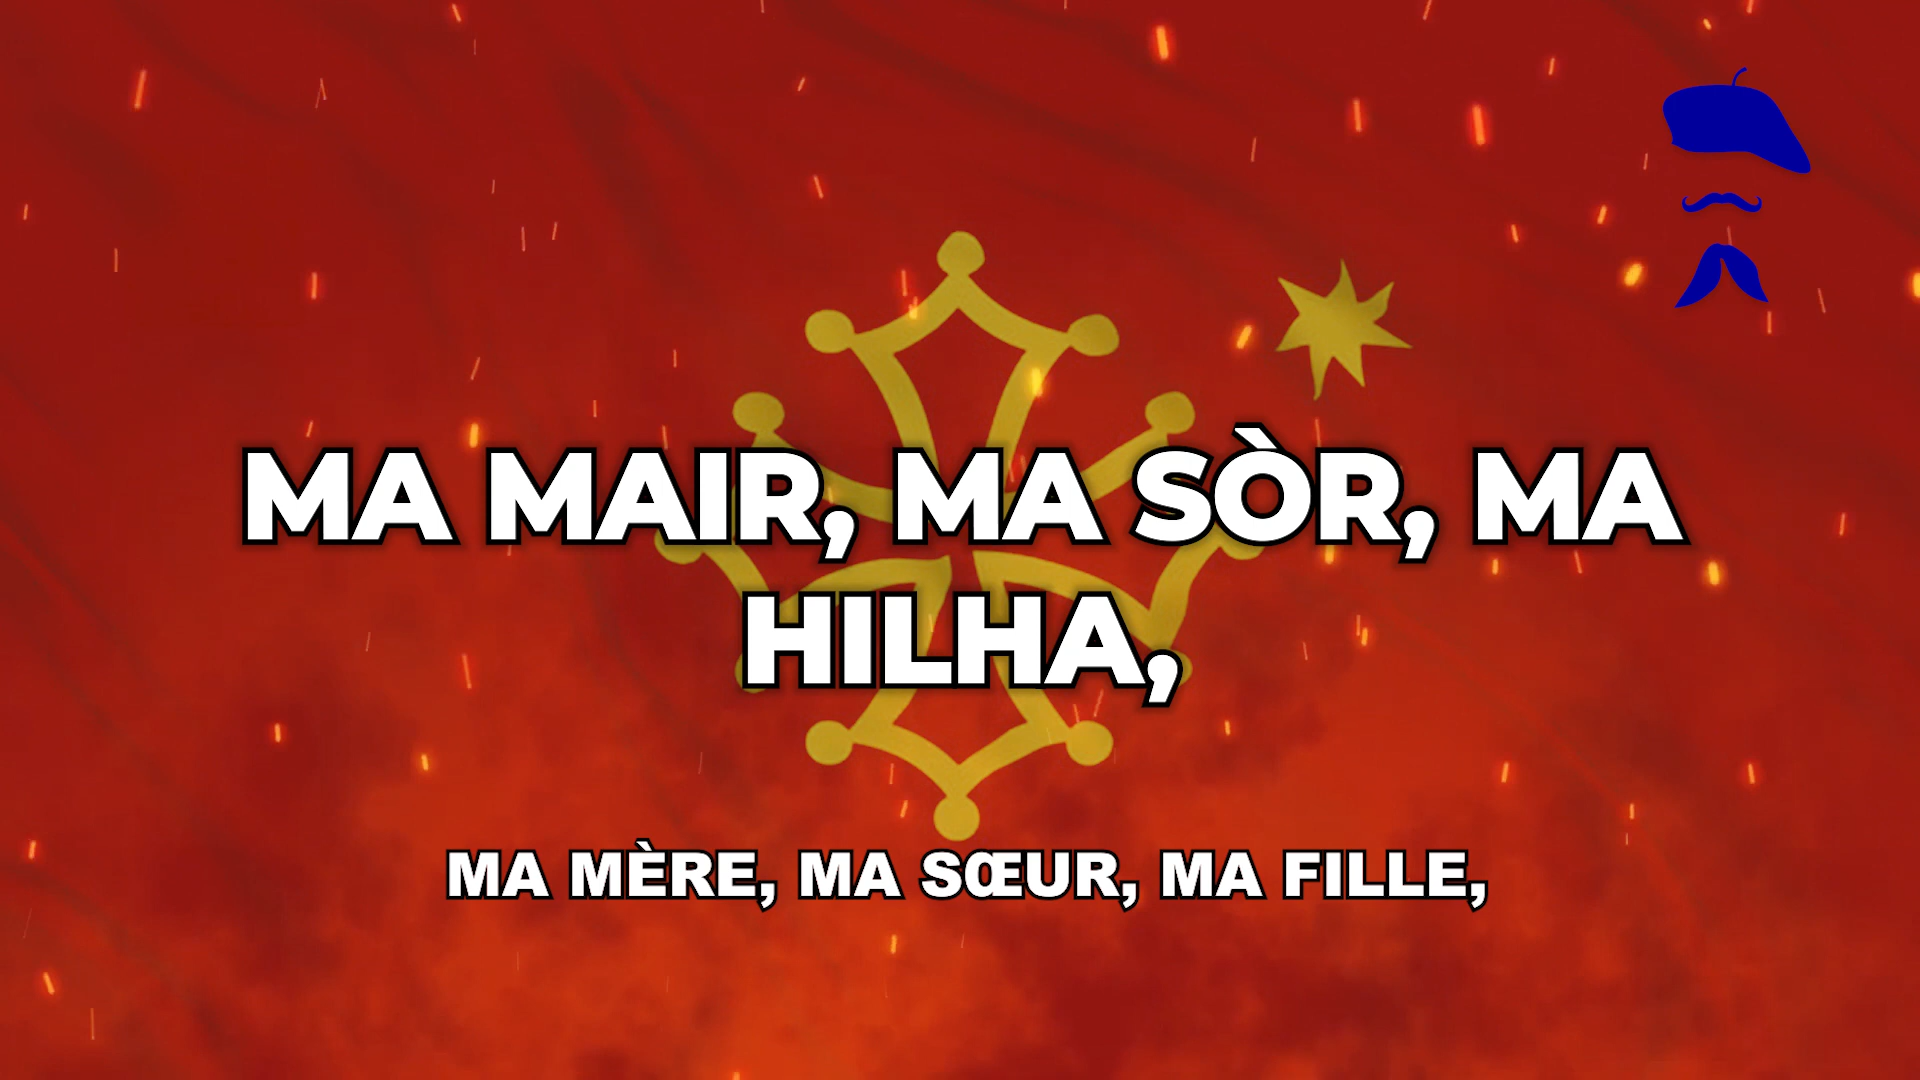 MA MAIR, MA SÒR, MA
HILHA,
MA MÈRE, MA SŒUR, MA FILLE,